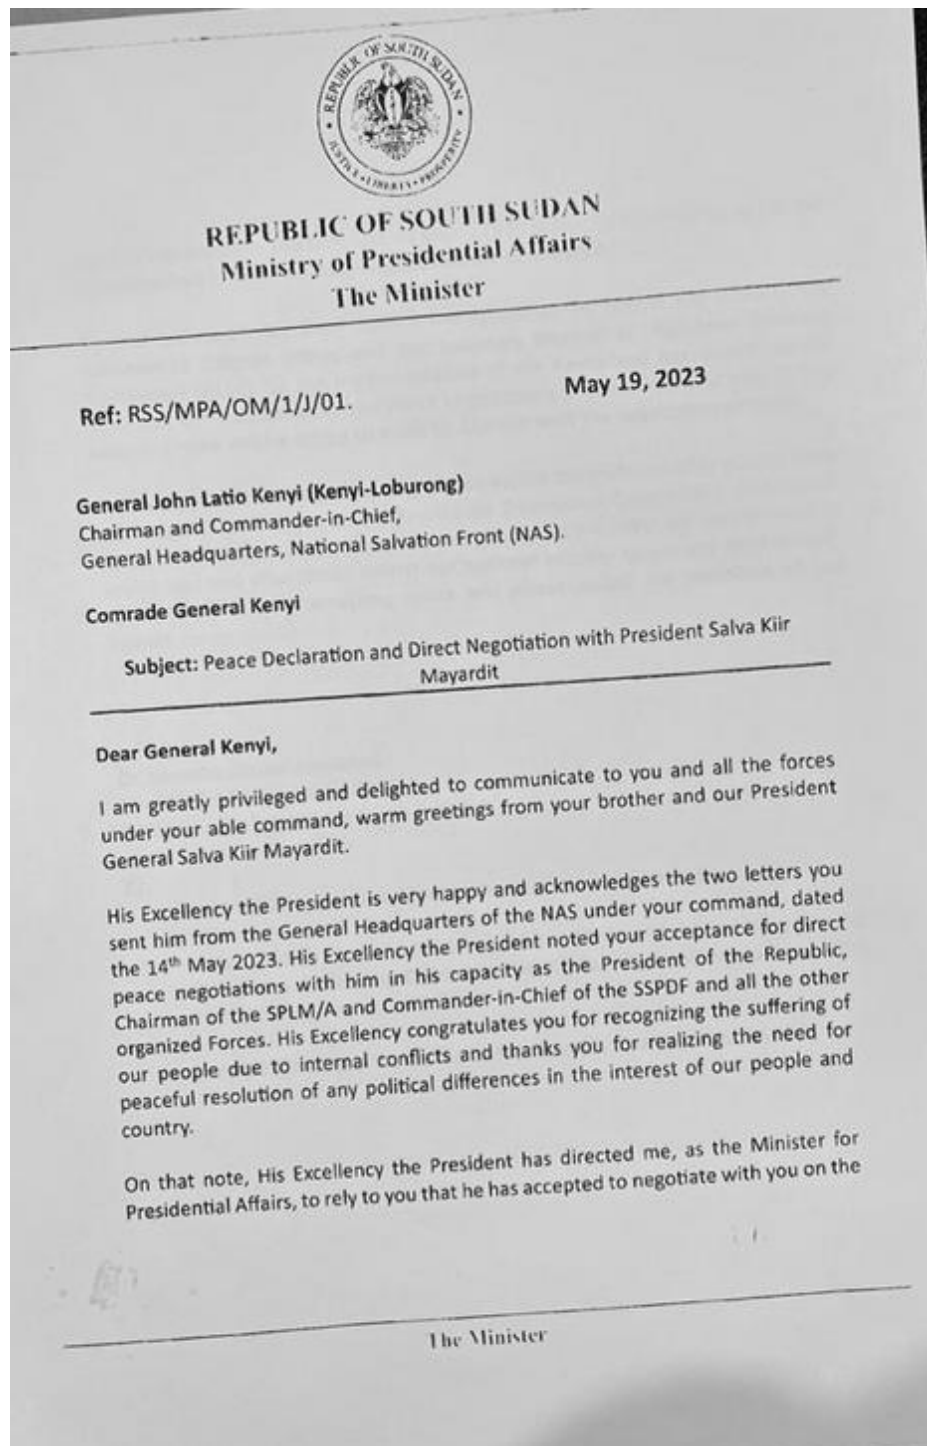 REPUBLIC OF SOUTH SUDAN
JUSTICE • LIBERTY • PROSPERITY
REPUBLIC OF SOUTH SUDAN
Ministry of Presidential Affairs
The Minister
Ref: RSS/MPA/OM/1/J/01.
May 19, 2023
General John Latio Kenyi (Kenyi-Loburong)
Chairman and Commander-in-Chief,
General Headquarters, National Salvation Front (NAS).
Comrade General Kenyi
Subject: Peace Declaration and Direct Negotiation with President Salva Kiir
Mayardit
Dear General Kenyi,
I am greatly privileged and delighted to communicate to you and all the forces
under your able command, warm greetings from your brother and our President
General Salva Kiir Mayardit.
His Excellency the President is very happy and acknowledges the two letters you
sent him from the General Headquarters of the NAS under your command, dated
the 14th May 2023. His Excellency the President noted your acceptance for direct
peace negotiations with him in his capacity as the President of the Republic,
Chairman of the SPLM/A and Commander-in-Chief of the SSPDF and all the other
organized Forces. His Excellency congratulates you for recognizing the suffering of
our people due to internal conflicts and thanks you for realizing the need for
peaceful resolution of any political differences in the interest of our people and
country.
On that note, His Excellency the President has directed me, as the Minister for
Presidential Affairs, to rely to you that he has accepted to negotiate with you on the
The Minister